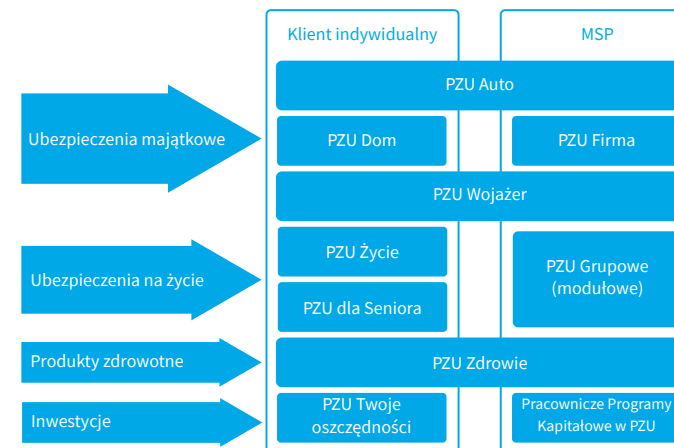 Klient indywidualny
MSP
PZU Auto
Ubezpieczenia majątkowe
PZU Dom
PZU Firma
PZU Wojażer
Ubezpieczenia na życie
PZU Życie
PZU Grupowe
(modułowe)
PZU dla Seniora
Produkty zdrowotne
PZU Zdrowie
Inwestycje
PZU Twoje
oszczędności
Pracownicze Programy
Kapitałowe w PZU